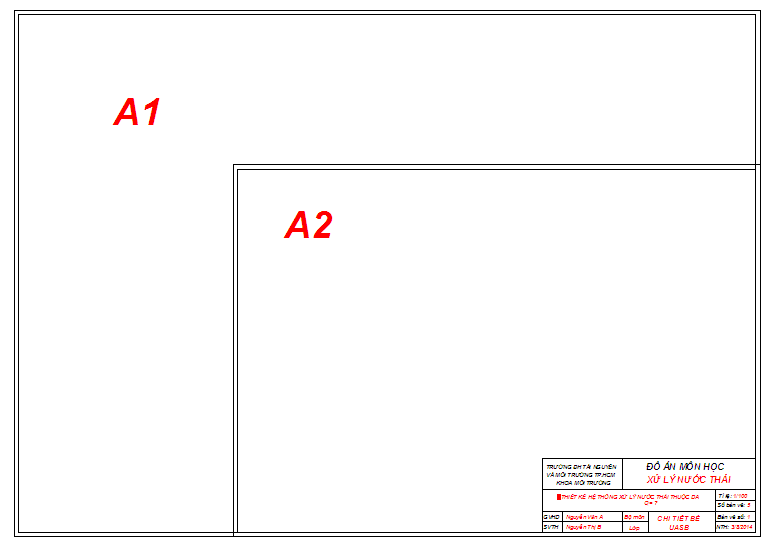 A1
A2
TRƯỜNG ĐH TÀI NGUYÊN
VÀ MÔI TRƯỜNG TP.HCM
KHOA MÔI TRƯỜNG
ĐỒ ÁN MÔN HỌC
XỬ LÝ NƯỚC THẢI
THIẾT KẾ HỆ THỐNG XỬ LÝ NƯỚC THẢI THUỘC DA
Q = ?
Tỉ lệ: 1/100
Số bản vẽ: 5
GVHD Nguyễn Văn A Bộ môn
SVTH Nguyễn Thị B Lớp
CHI TIẾT BỂ
UASB
Bản vẽ số: 1
NTH: 3/3/2014